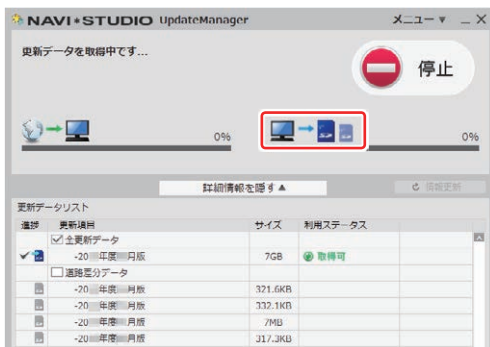 NAVI*STUDIO UpdateManager メニュー ▼ _ X
更新データを取得中です...
停止
0% 0%
詳細情報を隠す▲ 情報更新
更新データリスト
進捗 更新項目 サイズ 利用ステータス
全更新データ
-20 年度 月版 7GB 取得可
道路差分データ
-20 年度 月版 321.6KB
-20 年度 月版 332.1KB
-20 年度 月版 7MB
-20 年度 月版 317.3KB